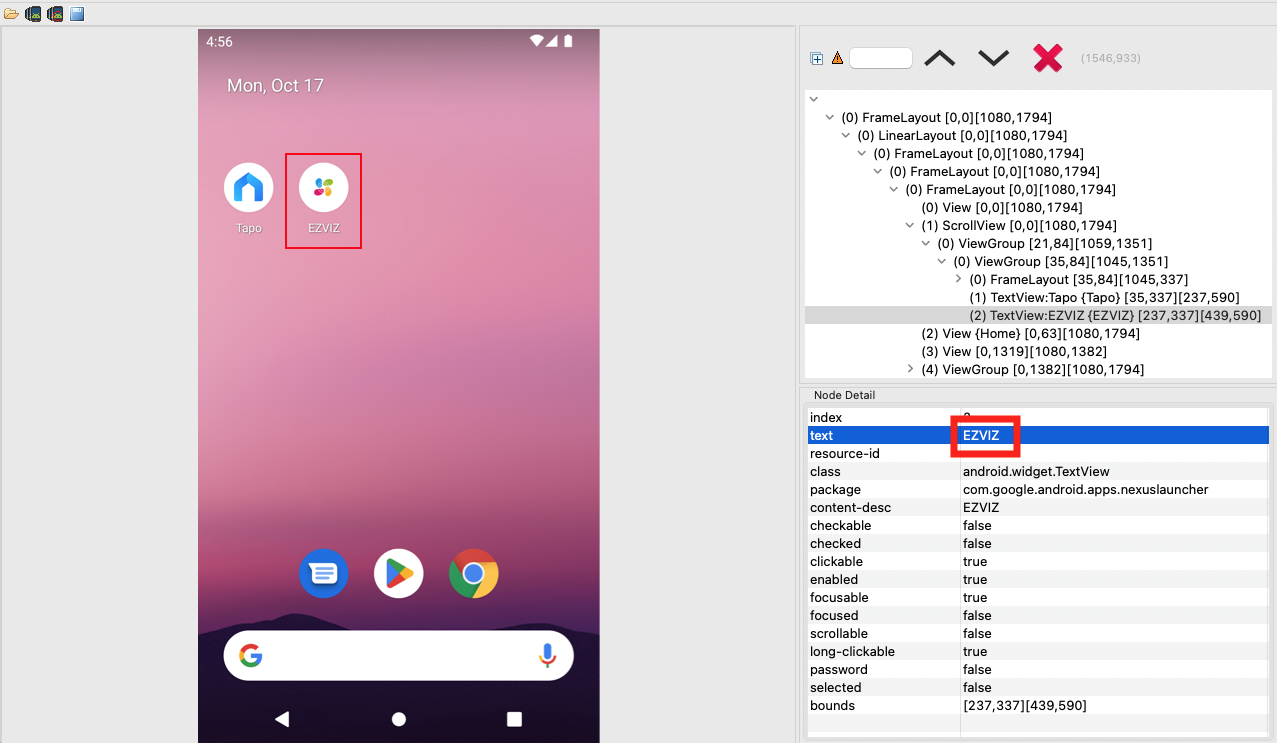 4:56
Mon, Oct 17
Tapo
EZVIZ
(1546,933)
(0) FrameLayout [0,0][1080,1794]
(0) LinearLayout [0,0][1080,1794]
(0) FrameLayout [0,0][1080,1794]
(0) FrameLayout [0,0][1080,1794]
(0) FrameLayout [0,0][1080,1794]
(0) View [0,0][1080,1794]
(1) ScrollView [0,0][1080,1794]
(0) ViewGroup [21,84][1059,1351]
(0) ViewGroup [35,84][1045,1351]
(0) FrameLayout [35,84][1045,337]
(1) TextView:Tapo {Tapo} [35,337][237,590]
(2) TextView:EZVIZ {EZVIZ} [237,337][439,590]
(2) View {Home} [0,63][1080,1794]
(3) View [0,1319][1080,1382]
(4) ViewGroup [0,1382][1080,1794]
Node Detail
index
text EZVIZ
resource-id
class android.widget.TextView
package com.google.android.apps.nexuslauncher
content-desc EZVIZ
checkable false
checked false
clickable true
enabled true
focusable true
focused false
scrollable false
long-clickable true
password false
selected false
bounds [237,337][439,590]